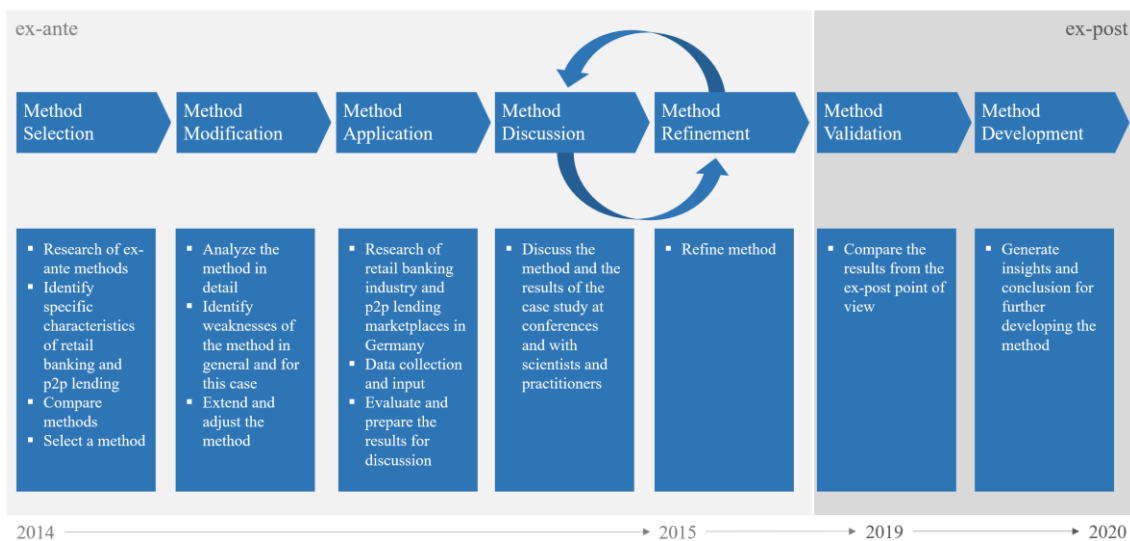 ex-ante
ex-post
Method
Selection
Method
Modification
Method
Application
Method
Discussion
Method
Refinement
Method
Validation
Method
Development
▪ Research of ex-
ante methods
▪ Identify
specific
characteristics
of retail
banking and
p2p lending
▪ Compare
methods
▪ Select a method
▪ Analyze the
method in
detail
▪ Identify
weaknesses of
the method in
general and for
this case
▪ Extend and
adjust the
method
▪ Research of
retail banking
industry and
p2p lending
marketplaces in
Germany
▪ Data collection
and input
▪ Evaluate and
prepare the
results for
discussion
▪ Discuss the
method and the
results of the
case study at
conferences
and with
scientists and
practitioners
▪ Refine method
▪ Compare the
results from the
ex-post point of
view
▪ Generate
insights and
conclusion for
further
developing the
method
2014
2015
2019
2020